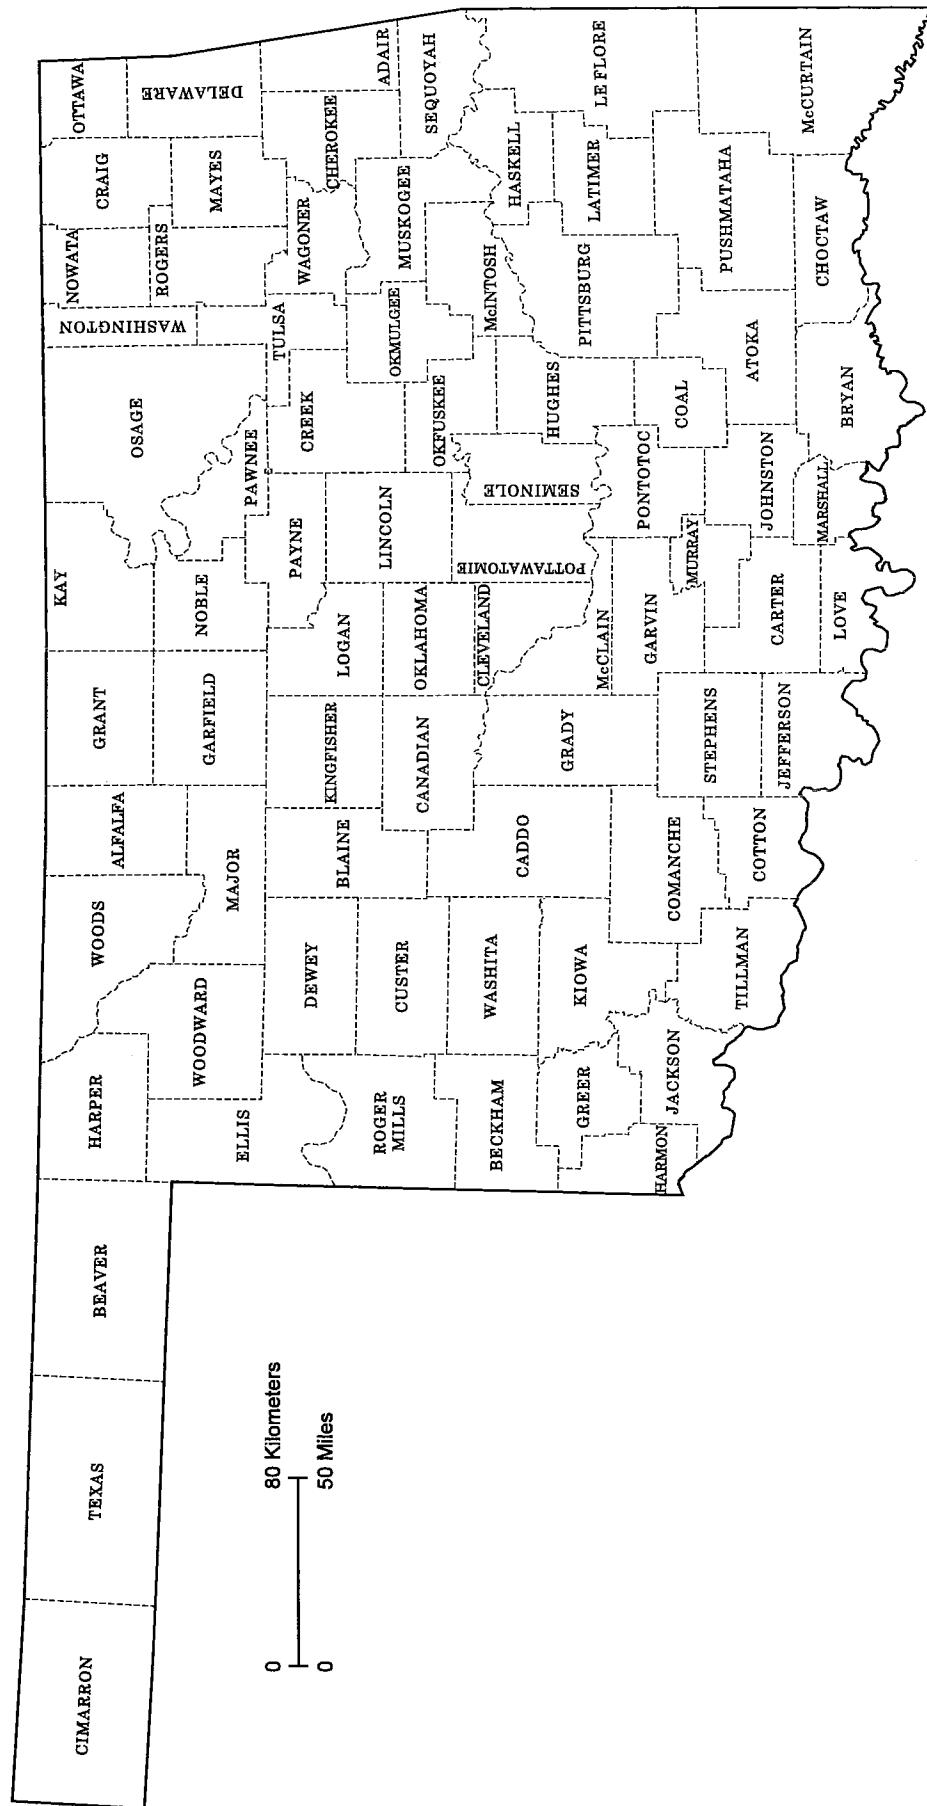 CIMARRON
TEXAS
BEAVER
HARPER
WOODS
ALFALFA
GRANT
KAY
OSAGE
WASHINGTON
NOWATA
CRAIG
OTTAWA
ELLIS
WOODWARD
MAJOR
GARFIELD
NOBLE
PAWNEE
ROGERS
MAYES
DELAWARE
ROGER
MILLS
DEWEY
BLAINE
KINGFISHER
LOGAN
PAYNE
CREEK
TULSA
WAGONER
CHEROKEE
ADAIR
CUSTER
CANADIAN
OKLAHOMA
LINCOLN
OKFUSKEE
OKMULGEE
MUSKOGEE
SEQUOYAH
BECKHAM
WASHITA
CADDO
GRADY
CLEVELAND
McCLAIN
POTTAWATOMIE
SEMINOLE
HUGHES
McINTOSH
PITTSBURG
HASKELL
LATIMER
LE FLORE
HARMON
GREER
KIOWA
COMANCHE
STEPHENS
GARVIN
MURRAY
PONTOTOC
COAL
ATOKA
PUSHMATAHA
McCURTAIN
JACKSON
TILLMAN
COTTON
JEFFERSON
CARTER
LOVE
JOHNSTON
MARSHALL
BRYAN
CHOCTAW
0
80 Kilometers
0
50 Miles